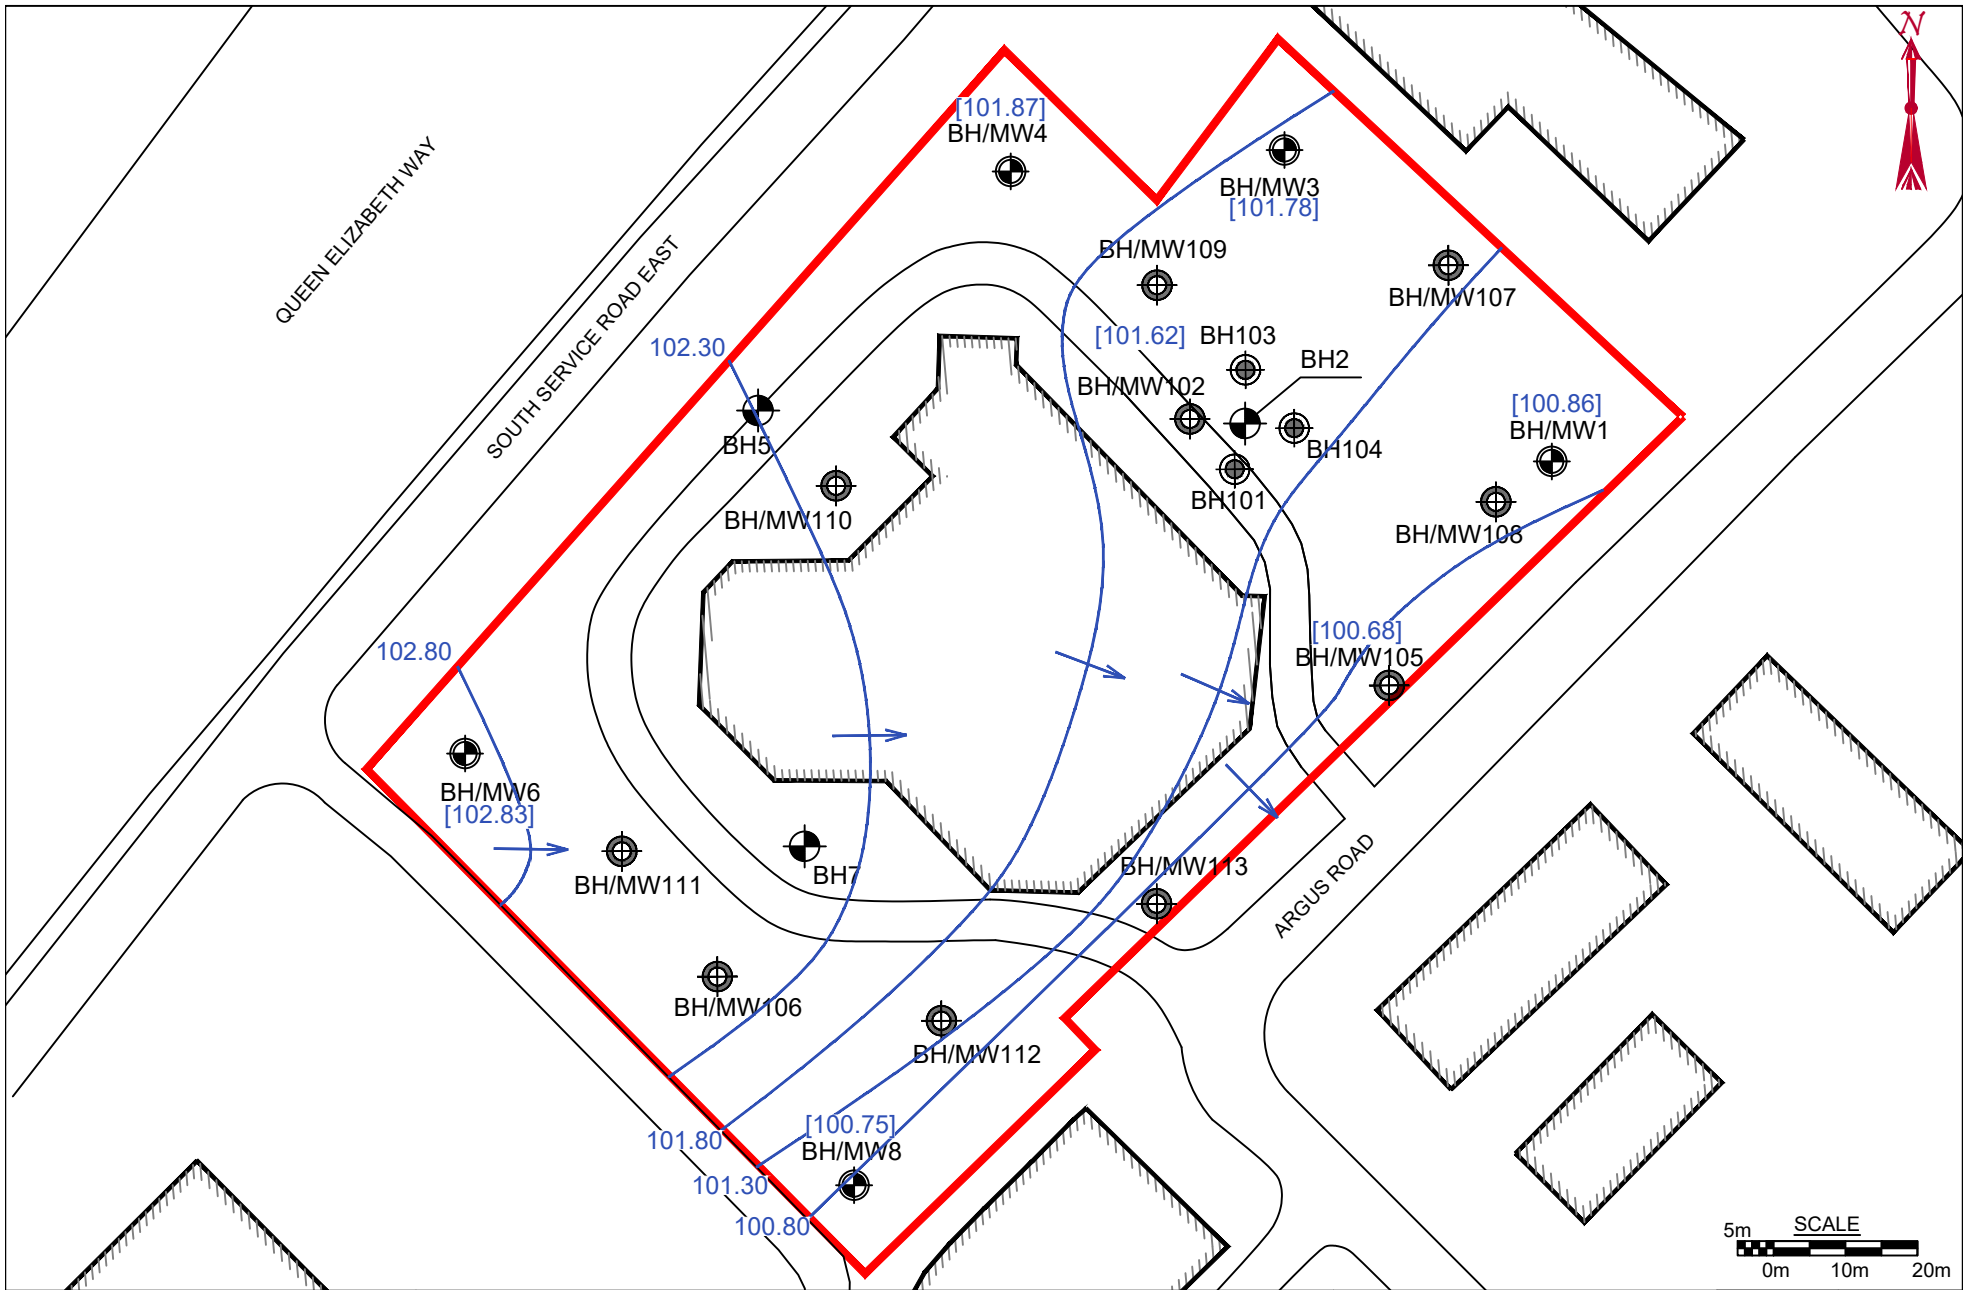 N
[101.87]
BH/MW4
BH/MW3
[101.78]
QUEEN ELIZABETH WAY
SOUTH SERVICE ROAD EAST
BH/MW109
BH/MW107
102.30
[101.62]
BH103
BH2
BH/MW102
[100.86]
BH/MW1
BH5
BH104
BH101
BH/MW110
BH/MW108
102.80
[100.68]
BH/MW105
BH/MW6
[102.83]
BH/MW111
BH7
BH/MW113
ARGUS ROAD
BH/MW106
BH/MW112
101.80
[100.75]
BH/MW8
101.30
100.80
5m
SCALE
0m
10m
20m